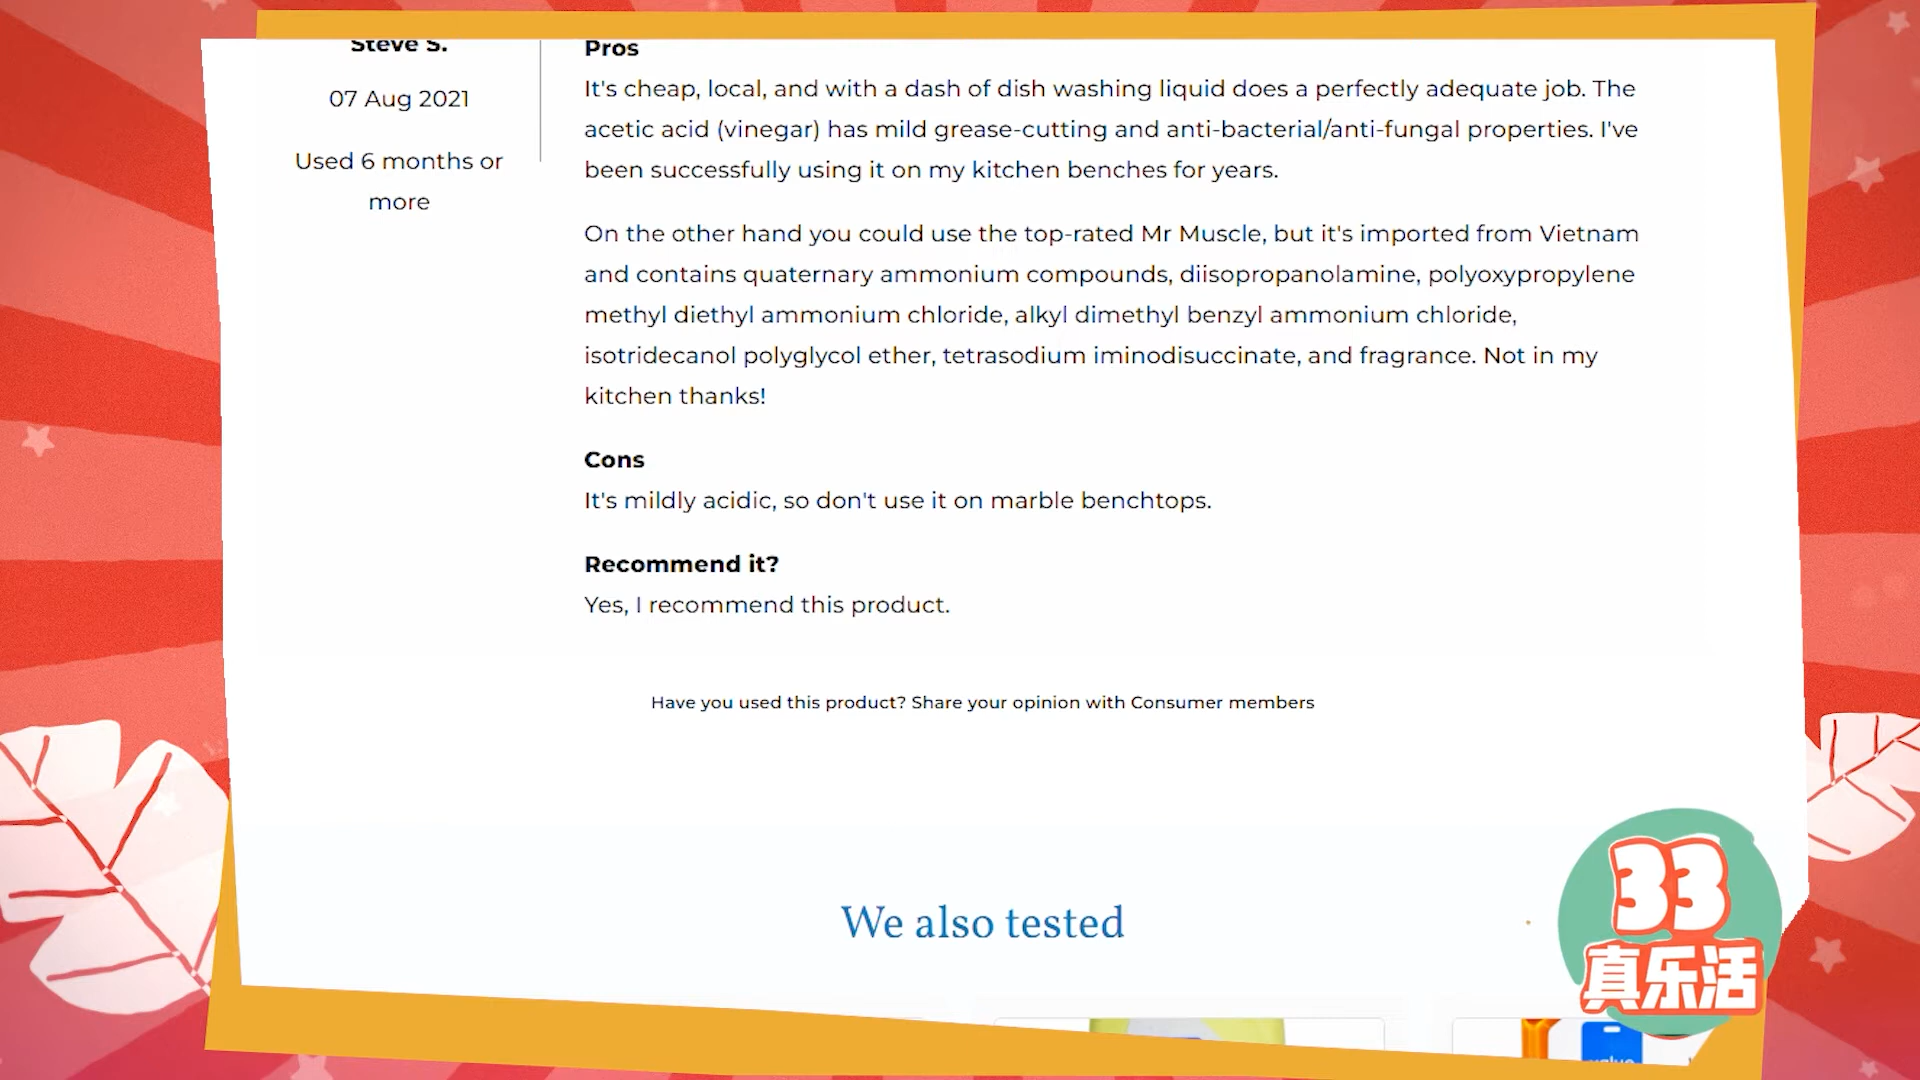 Steve S.
07 Aug 2021
Used 6 months or
more
Pros
It's cheap, local, and with a dash of dish washing liquid does a perfectly adequate job. The
acetic acid (vinegar) has mild grease-cutting and anti-bacterial/anti-fungal properties. I've
been successfully using it on my kitchen benches for years.
On the other hand you could use the top-rated Mr Muscle, but it's imported from Vietnam
and contains quaternary ammonium compounds, diisopropanolamine, polyoxypropylene
methyl diethyl ammonium chloride, alkyl dimethyl benzyl ammonium chloride,
isotridecanol polyglycol ether, tetrasodium iminodisuccinate, and fragrance. Not in my
kitchen thanks!
Cons
It's mildly acidic, so don't use it on marble benchtops.
Recommend it?
Yes, I recommend this product.
Have you used this product? Share your opinion with Consumer members
We also tested
33
真乐活